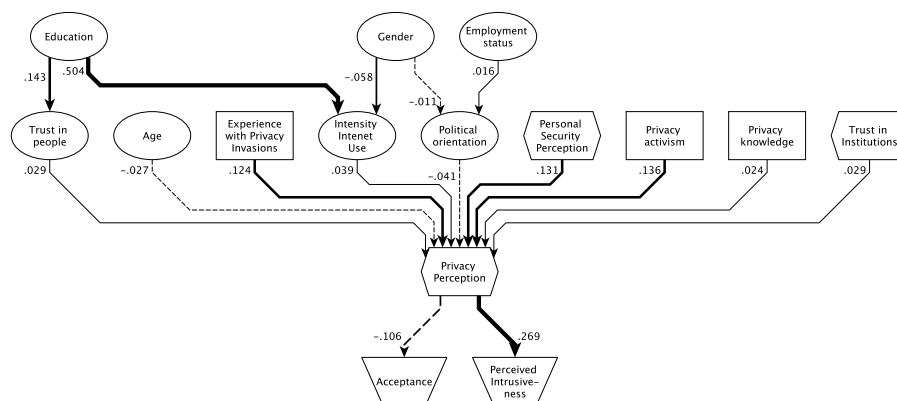 Education
Gender
Employment
status
.143
.504
-.058
-.011
.016
Trust in
people
Age
Experience
with Privacy
Invasions
Intensity
Intenet
Use
Political
orientation
Personal
Security
Perception
Privacy
activism
Privacy
knowledge
Trust in
Institutions
.029
-.027
.124
.039
-.041
.131
.136
.024
.029
Privacy
Perception
-.106
.269
Acceptance
Perceived
Intrusive-
ness